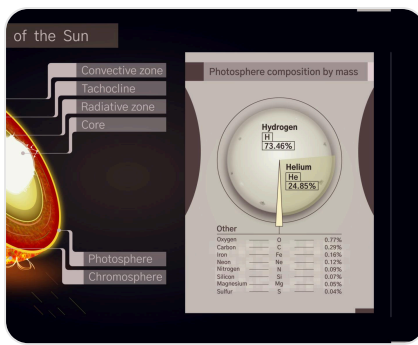 of the Sun
Convective zone
Tachocline
Radiative zone
Core
Photosphere
Chromosphere
Photosphere composition by mass
Hydrogen
H
73.46%
Helium
He
24.85%
Other
Oxygen O 0.77%
Carbon C 0.29%
Iron Fe 0.16%
Neon Ne 0.12%
Nitrogen N 0.09%
Silicon Si 0.07%
Magnesium Mg 0.05%
Sulfur S 0.04%